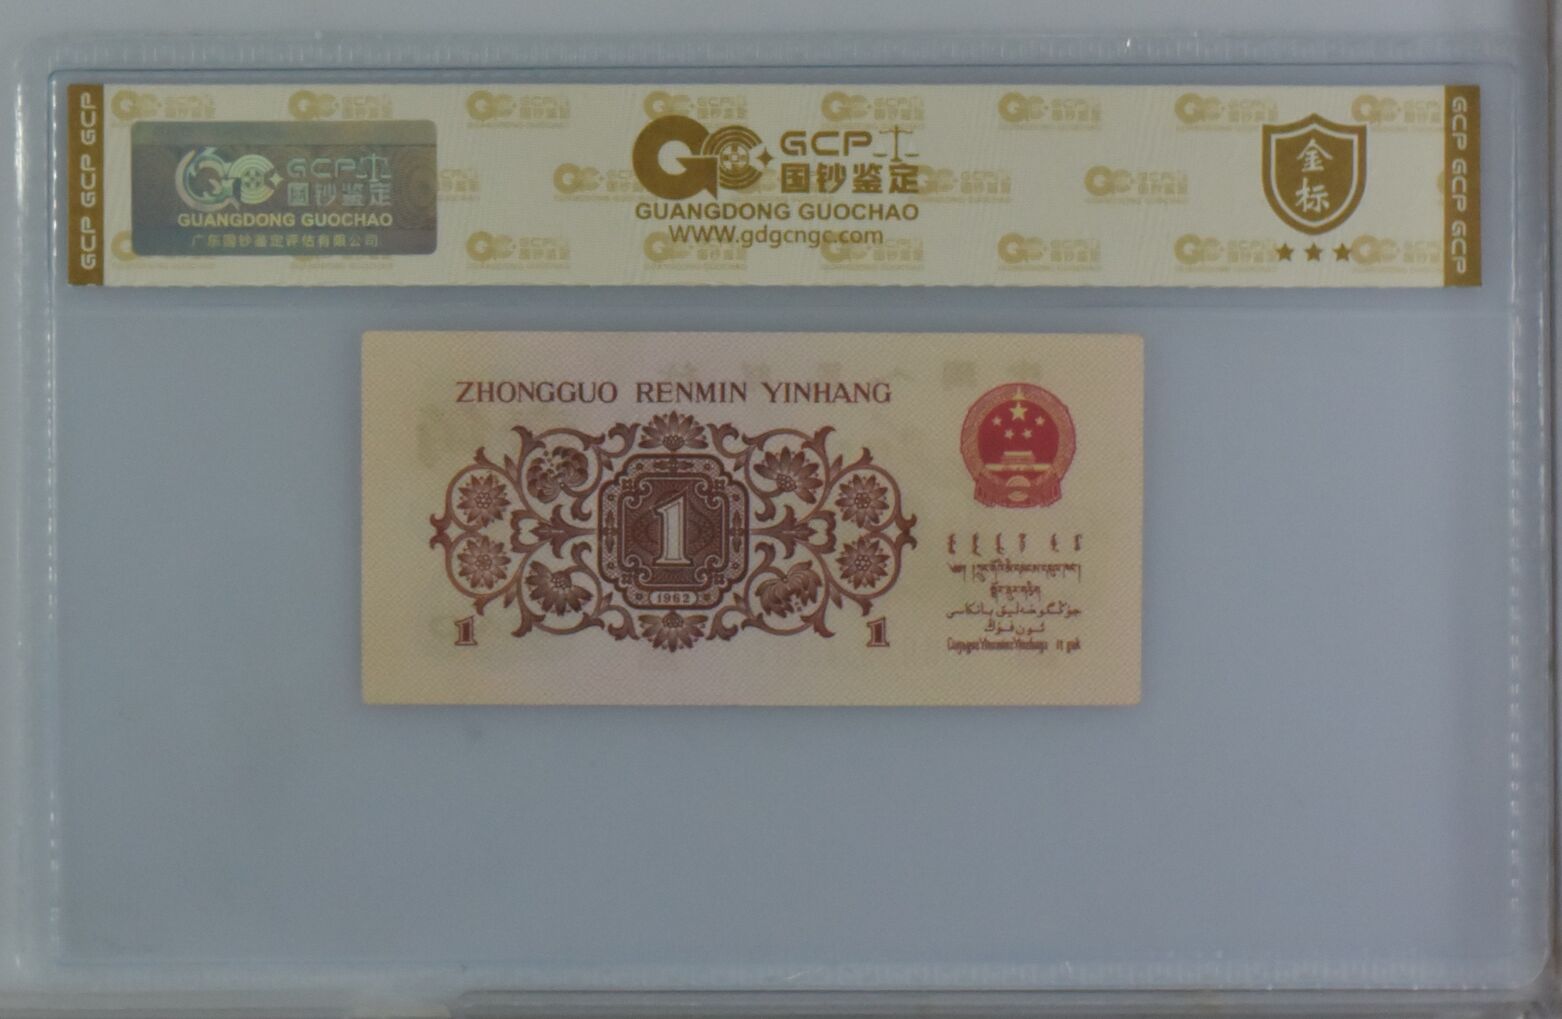 GCP GCP GCP
GCP
国钞鉴定
GUANGDONG GUOCHAO
广东国钞鉴定评估有限公司
GCP
国钞鉴定
GUANGDONG GUOCHAO
WWW.gdgcngc.com
金
标
GCP GCP GCP
ZHONGGUO RENMIN YINHANG
1
(1962)
1
1